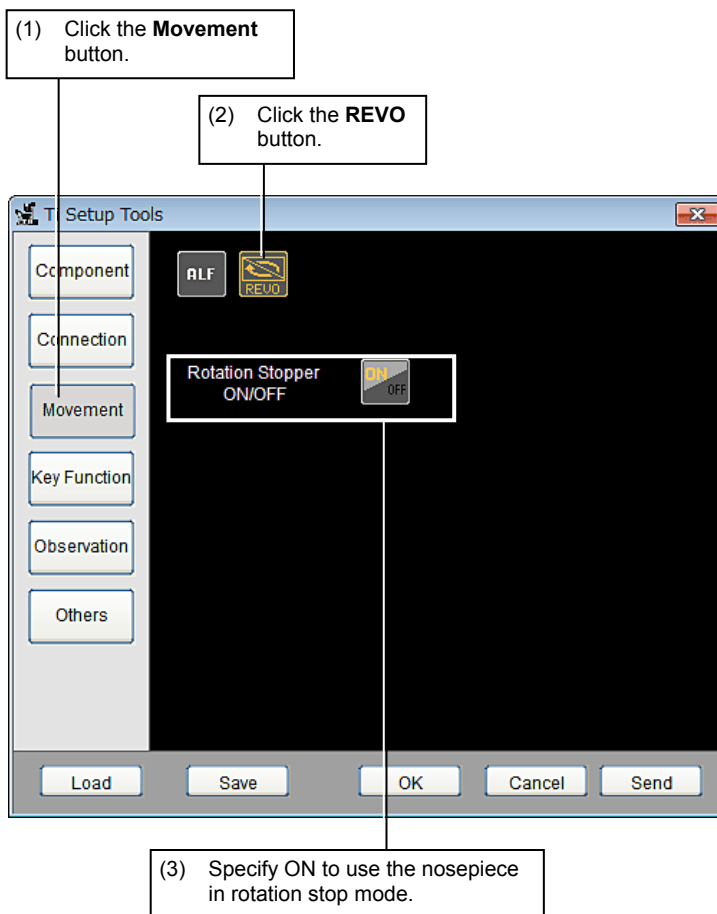 (1) Click the Movement
button.
(2) Click the REVO
button.
Ti Setup Tools
Component
ALF
REVO
Connection
Rotation Stopper
ON/OFF
ON
OFF
Movement
Key Function
Observation
Others
Load
Save
OK
Cancel
Send
(3) Specify ON to use the nosepiece
in rotation stop mode.